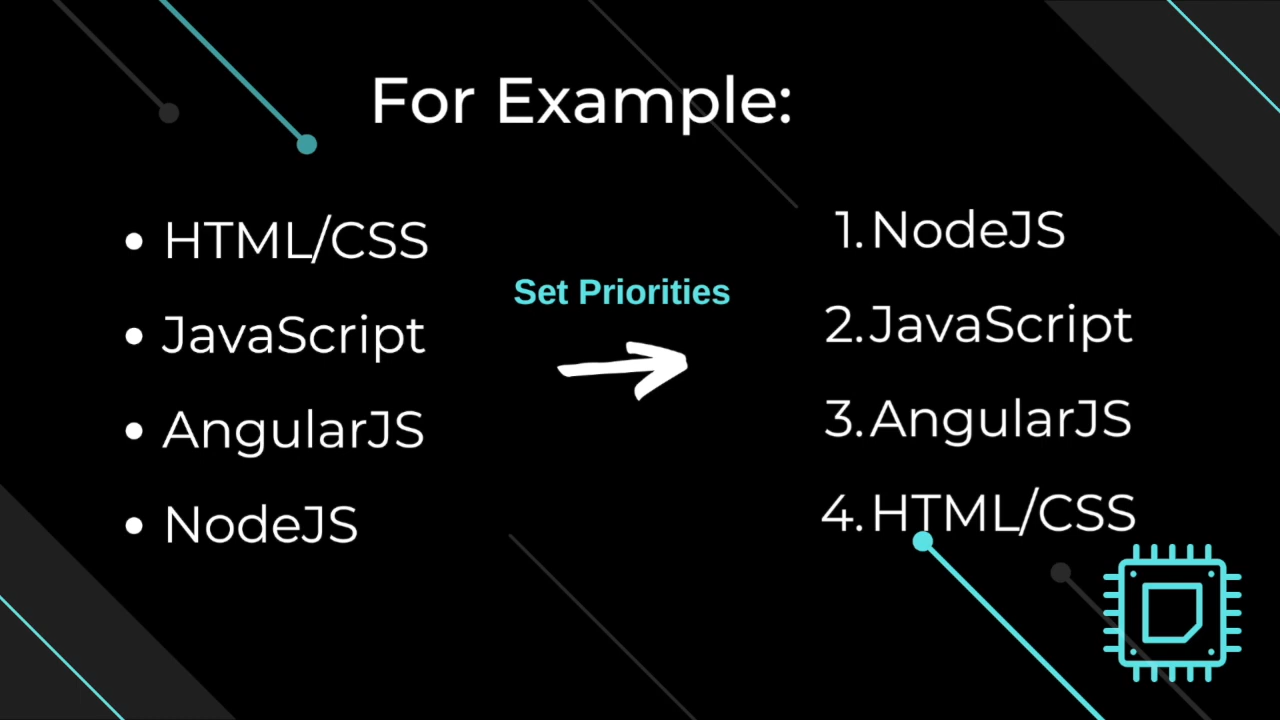 For Example:
• HTML/CSS
• JavaScript
• AngularJS
• NodeJS
Set Priorities
1.NodeJS
2.JavaScript
3.AngularJS
4.HTML/CSS